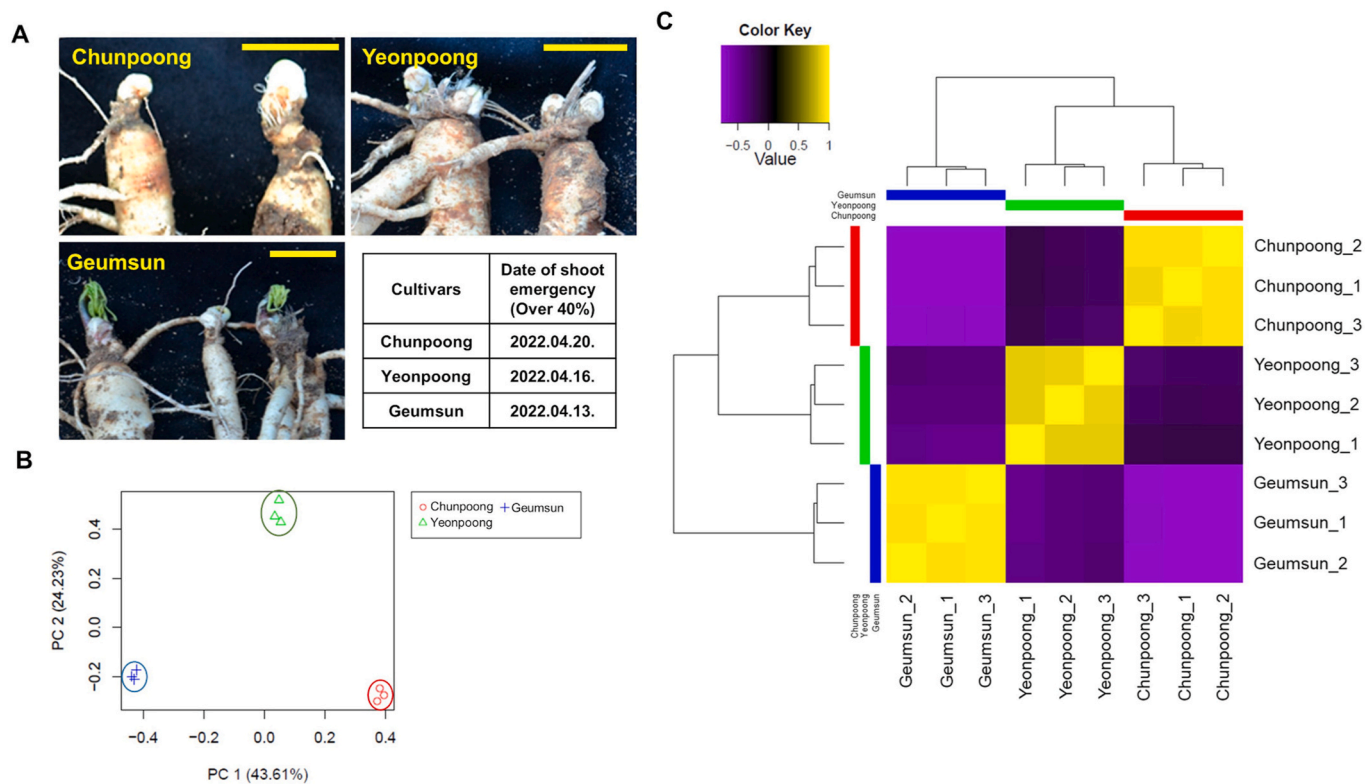 A
Chunpoong
Yeonpoong
Geumsun
Cultivars
Date of shoot
emergency
(Over 40%)
Chunpoong
2022.04.20.
Yeonpoong
2022.04.16.
Geumsun
2022.04.13.
B
PC 2 (24.23%)
0.4
0.2
0.0
−0.2
−0.4
−0.2
0.0
0.2
0.4
PC 1 (43.61%)
Chunpoong
Geumsun
Yeonpoong
C
Color Key
−0.5
0
0.5
1
Value
Geumsun
Yeonpoong
Chunpoong
Chunpoong_2
Chunpoong_1
Chunpoong_3
Yeonpoong_3
Yeonpoong_2
Yeonpoong_1
Geumsun_3
Geumsun_1
Geumsun_2
Chunpoong
Yeonpoong
Geumsun
Geumsun_2
Geumsun_1
Geumsun_3
Yeonpoong_1
Yeonpoong_2
Yeonpoong_3
Chunpoong_3
Chunpoong_1
Chunpoong_2